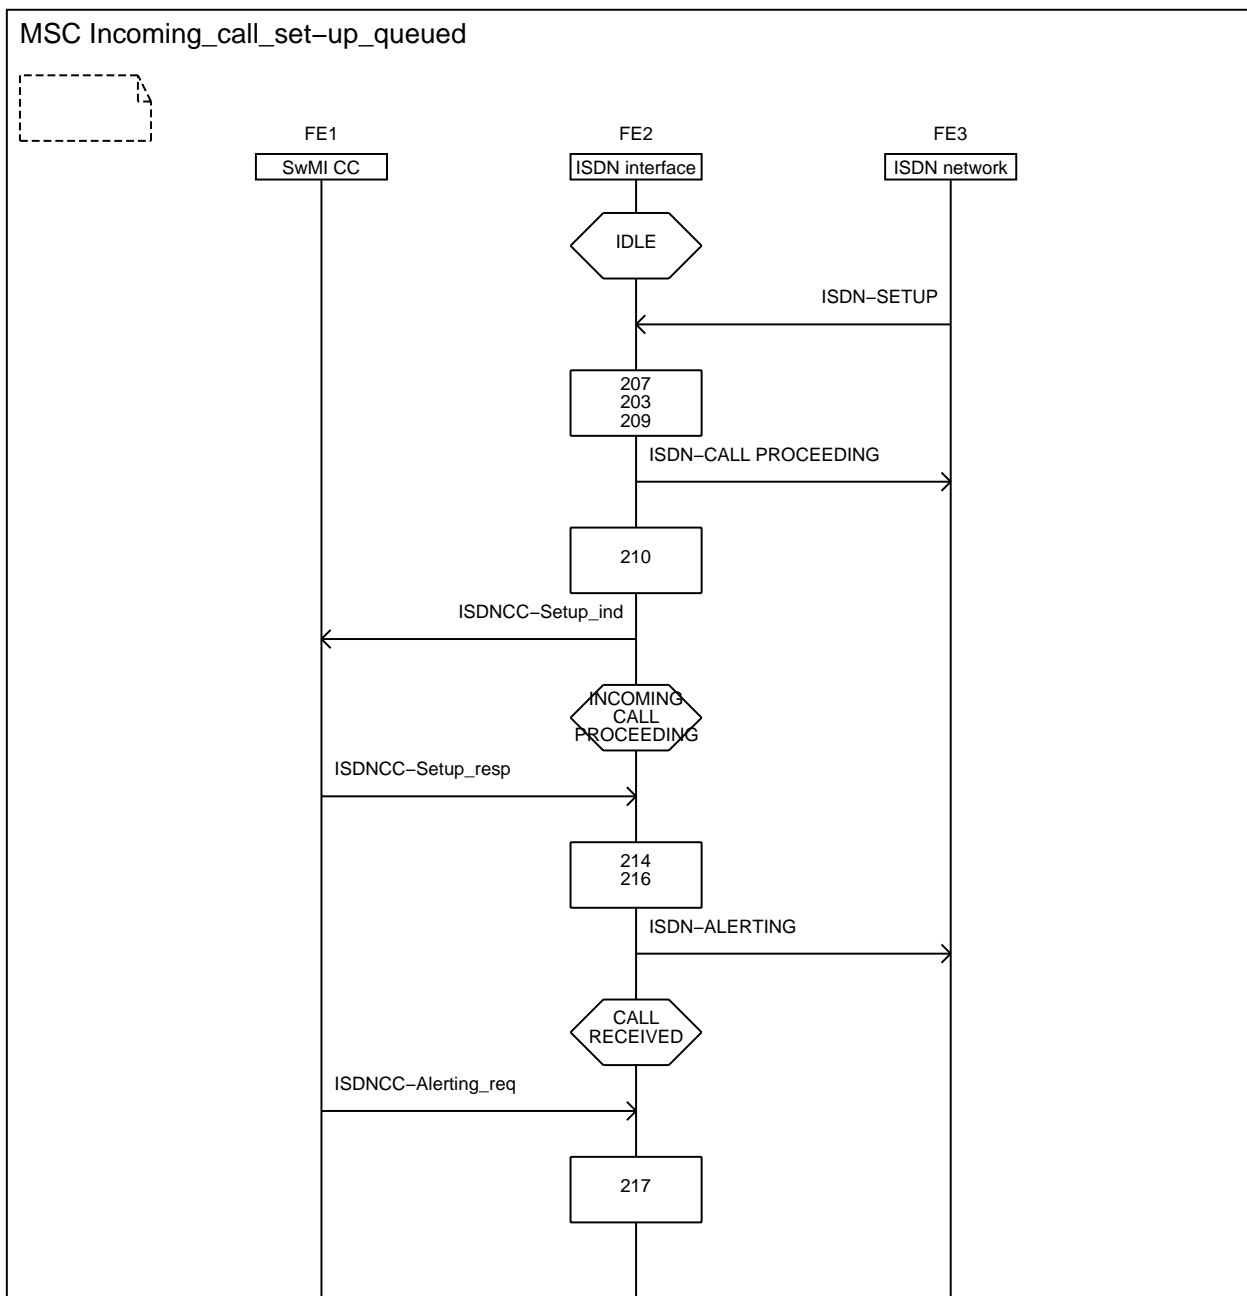 MSC Incoming_call_set−up_queued
FE1
FE2
FE3
SwMI CC
ISDN interface
ISDN network
IDLE
ISDN−SETUP
207
203
209
ISDN−CALL PROCEEDING
210
ISDNCC−Setup_ind
INCOMING
CALL
PROCEEDING
ISDNCC−Setup_resp
214
216
ISDN−ALERTING
CALL
RECEIVED
ISDNCC−Alerting_req
217